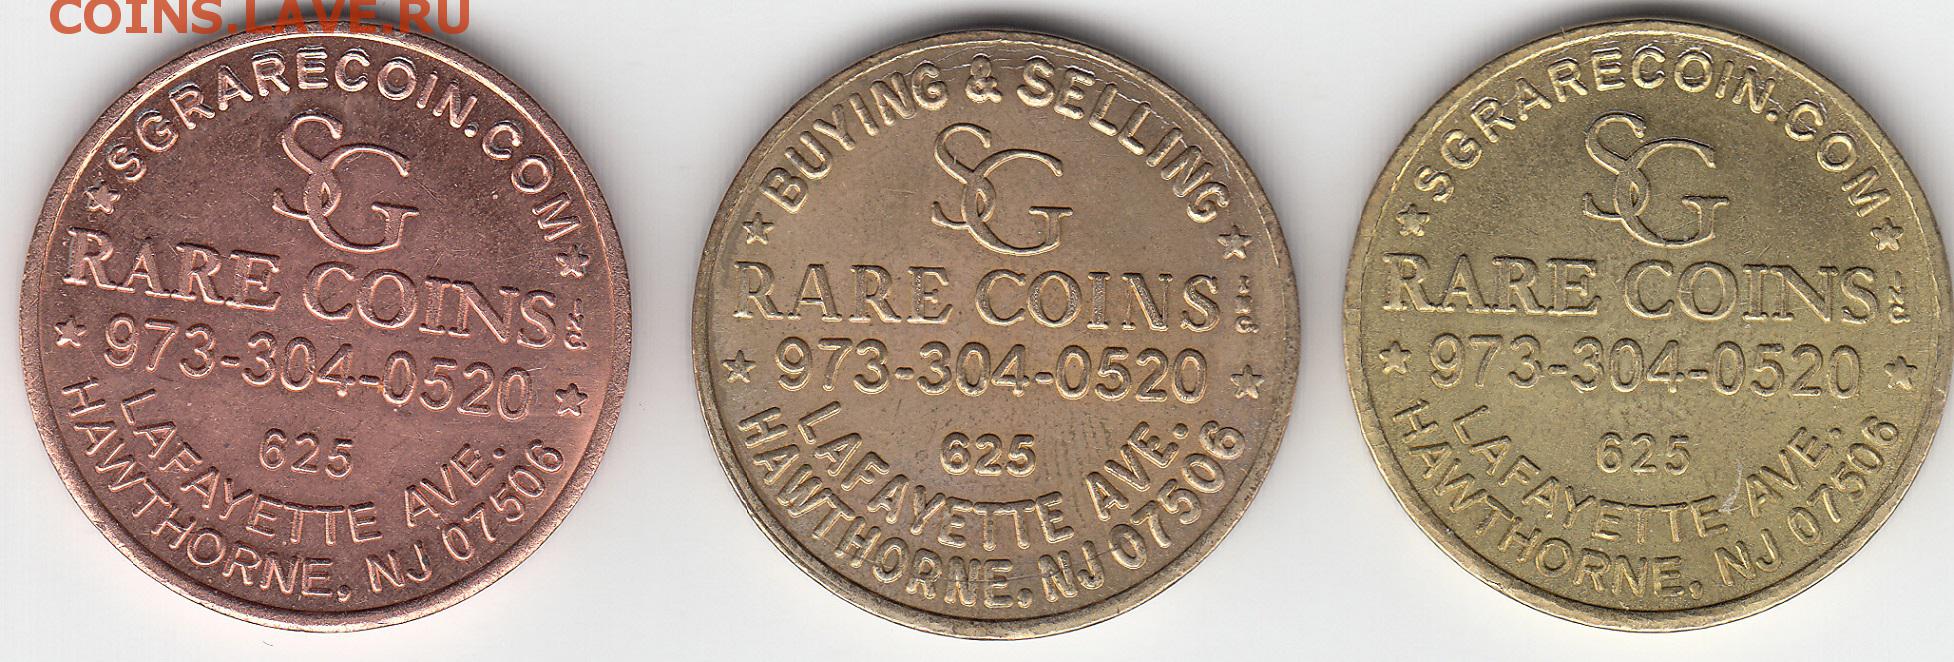 COINS.LAVE.RU
SGRARECOIN.COM
SG
RARE COINS INC
973-304-0520
625
LAFAYETTE AVE.
HAWTHORNE, NJ 07506
BUYING & SELLING
SG
RARE COINS INC
973-304-0520
625
LAFAYETTE AVE.
HAWTHORNE, NJ 07506
SGRARECOIN.COM
SG
RARE COINS INC
973-304-0520
625
LAFAYETTE AVE.
HAWTHORNE, NJ 07506